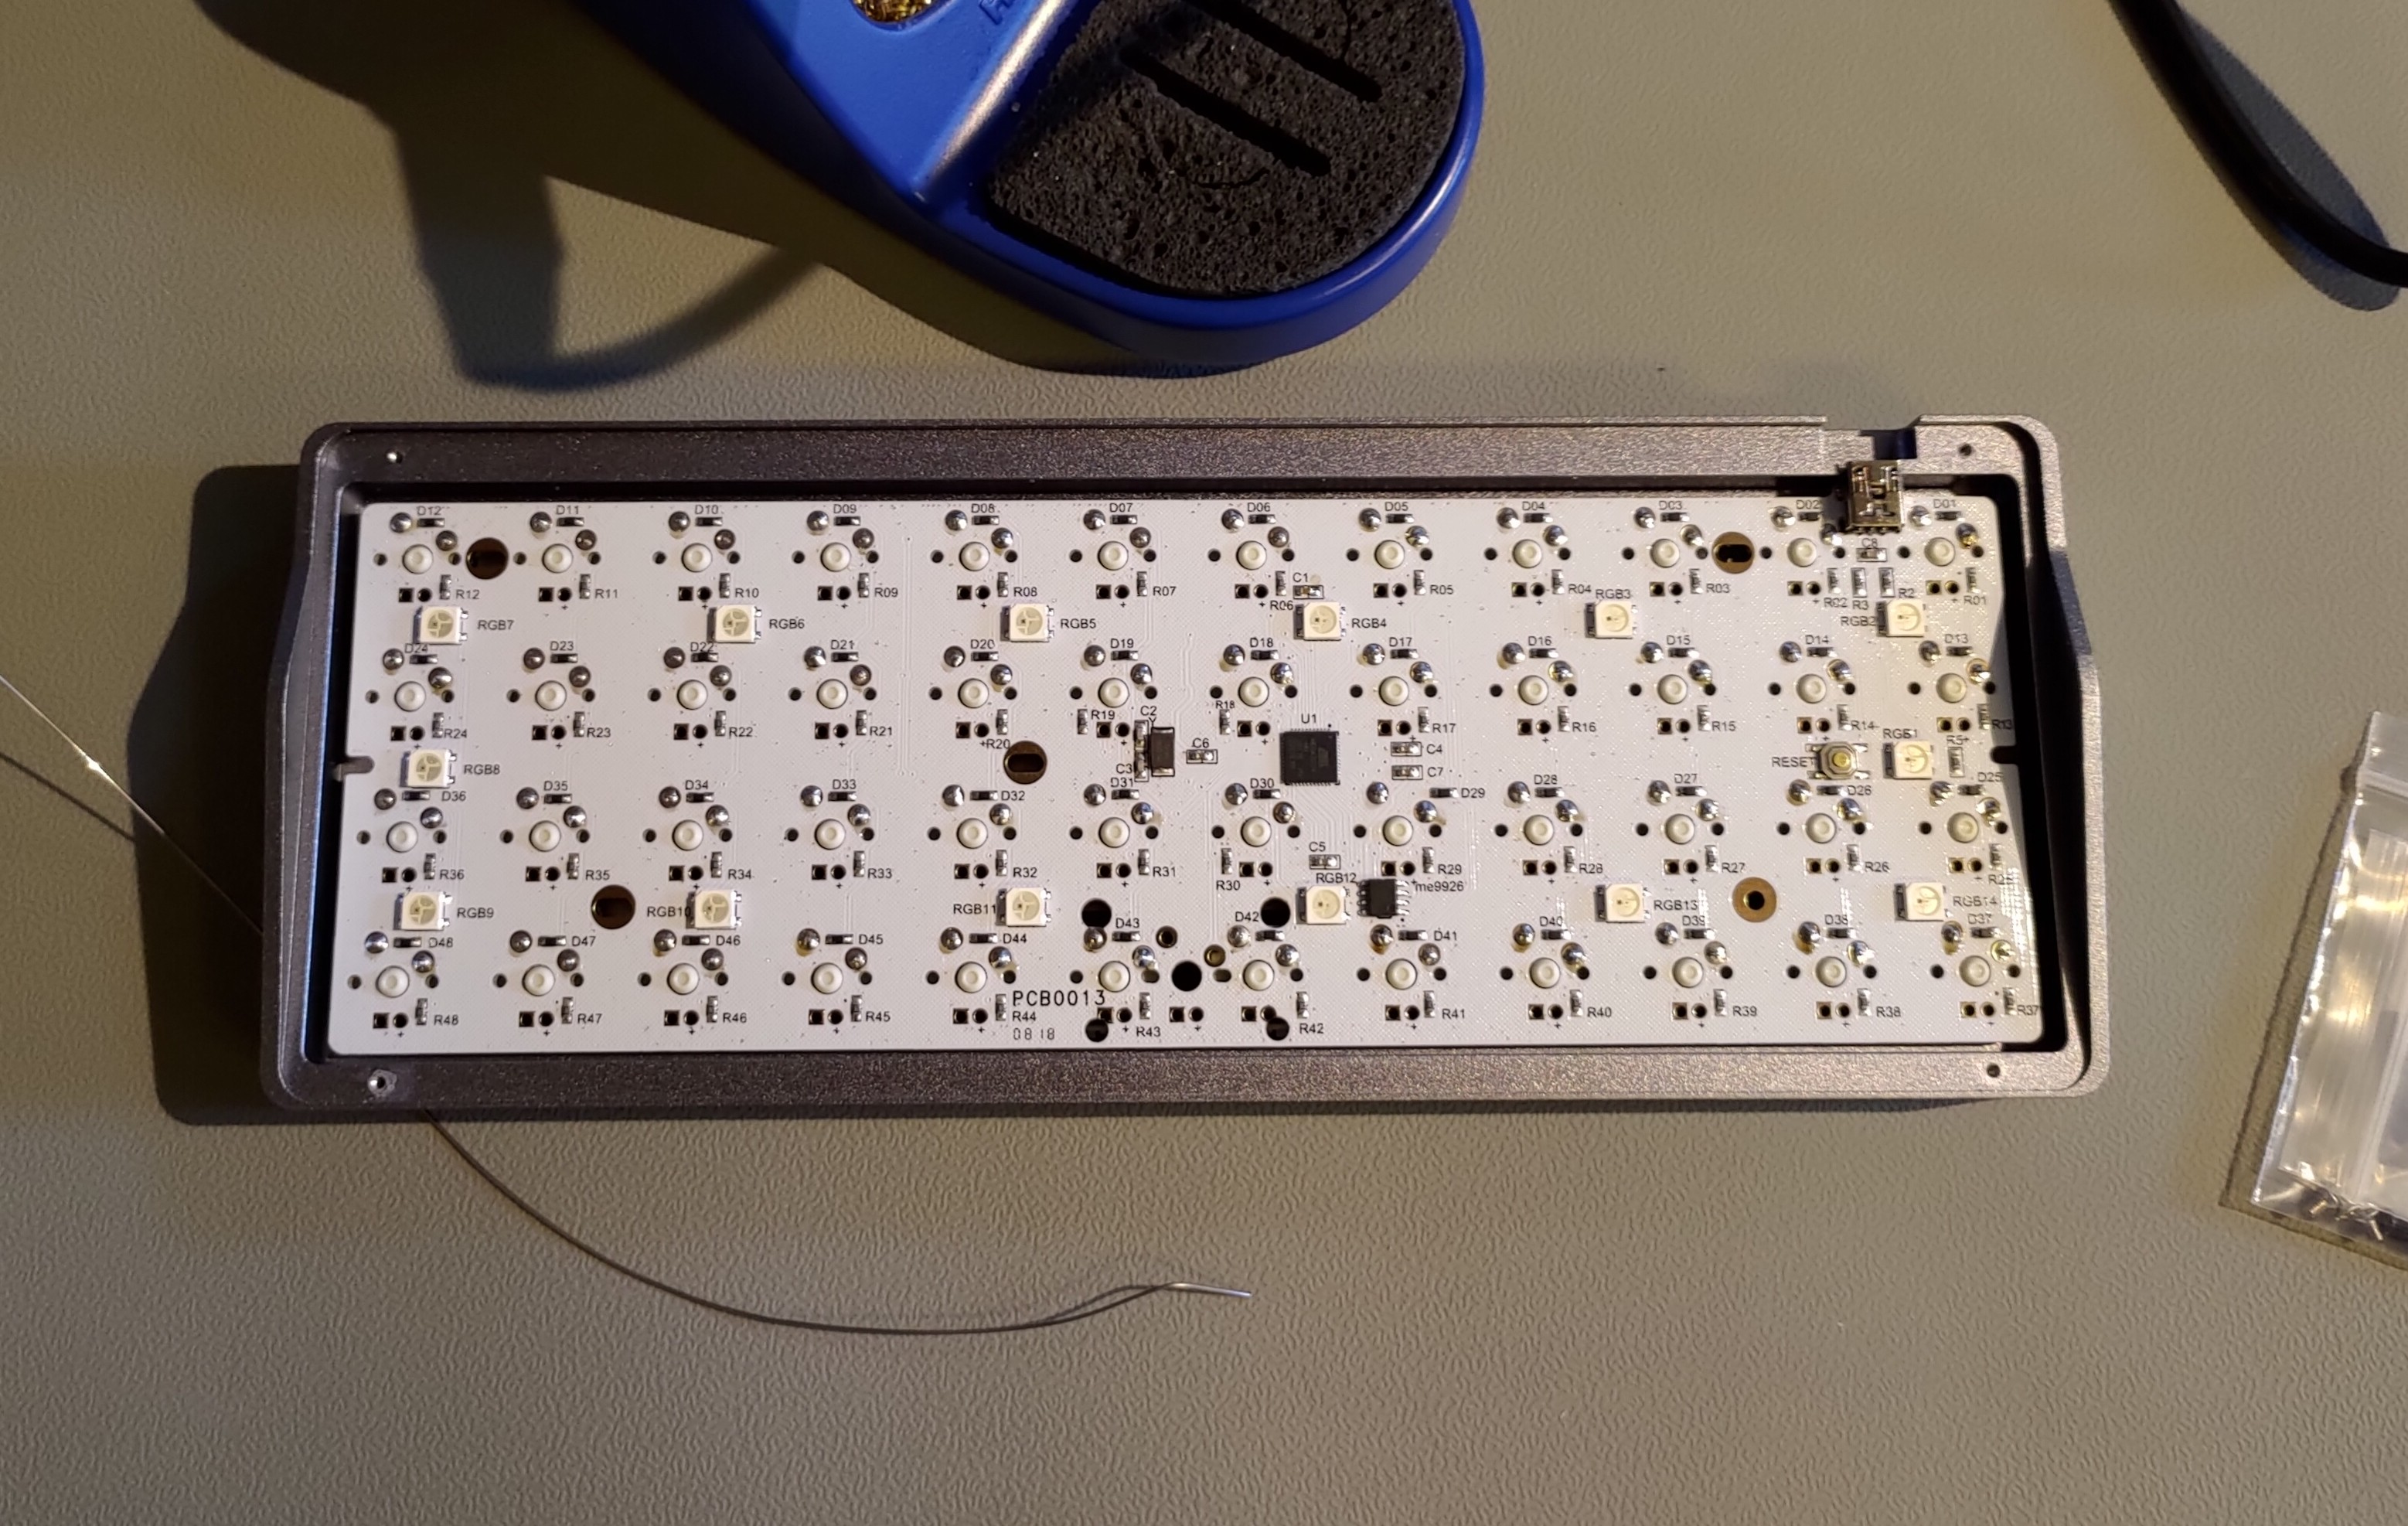 D12 D11 D10 D09 D08 D07 D06 D05 D04 D03 D02 D01
C8
R12 R11 R10 R09 R08 R07 R06 C1 R05 R04 R03 R02 R3 R2 R01
RGB7 RGB6 RGB5 RGB4 RGB3 RGB2
D24 D23 D22 D21 D20 D19 D18 D17 D16 D15 D14 D13
R24 R23 R22 R21 R20 R19 C2 R18 U1 R17 R16 R15 R14 R13
RGB8 C3 C6 C4 C7 RESET RGB1 R5
D36 D35 D34 D33 D32 D31 D30 D29 D28 D27 D26 D25
R36 R35 R34 R33 R32 R31 R30 C5 R29 R28 R27 R26
RGB9 RGB10 RGB11 RGB12 me9926 RGB13 RGB14
D48 D47 D46 D45 D44 D43 D42 D41 D40 D39 D38 D37
PCB0013
R48 R47 R46 R45 R44 R43 R42 R41 R40 R39 R38 R37
0818